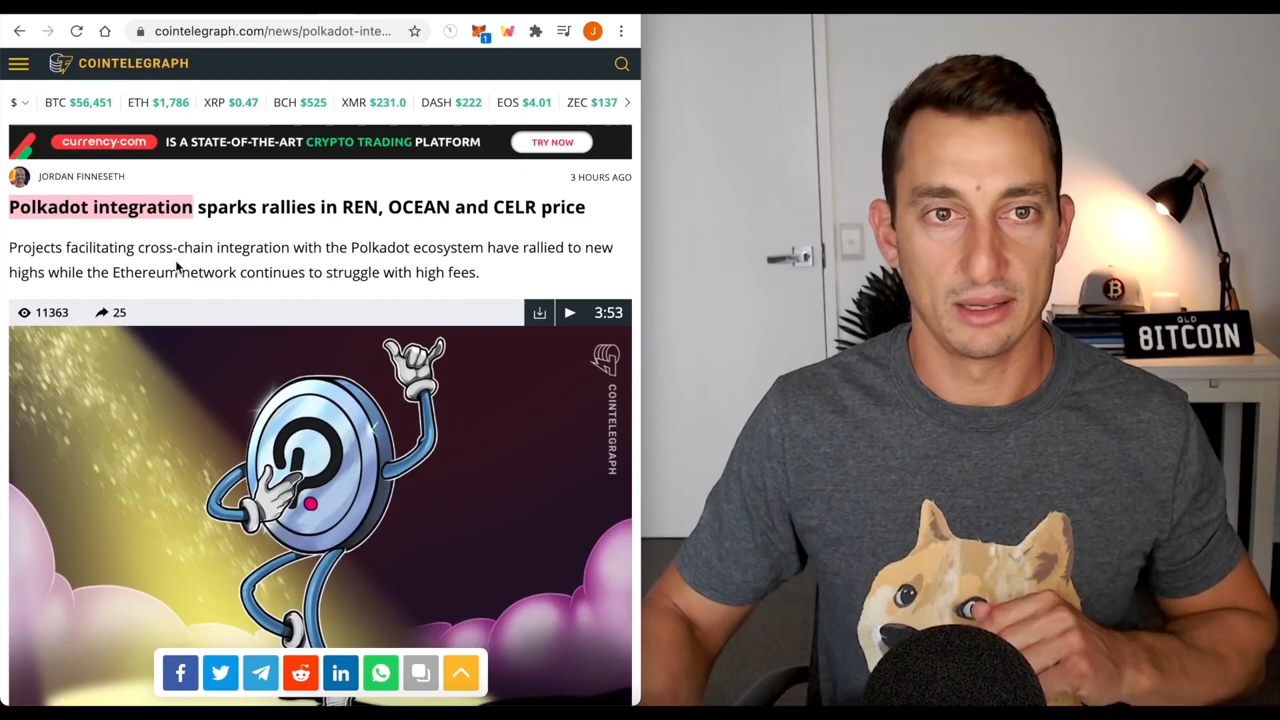 cointelegraph.com/news/polkadot-inte...
1
J
COINTELEGRAPH
$ BTC $56,451 ETH $1,786 XRP $0.47 BCH $525 XMR $231.0 DASH $222 EOS $4.01 ZEC $137
currency.com IS A STATE-OF-THE-ART CRYPTO TRADING PLATFORM TRY NOW
JORDAN FINNESETH 3 HOURS AGO
Polkadot integration sparks rallies in REN, OCEAN and CELR price
Projects facilitating cross-chain integration with the Polkadot ecosystem have rallied to new
highs while the Ethereum network continues to struggle with high fees.
11363 25 3:53
COINTELEGRAPH
QLD
8ITCOIN